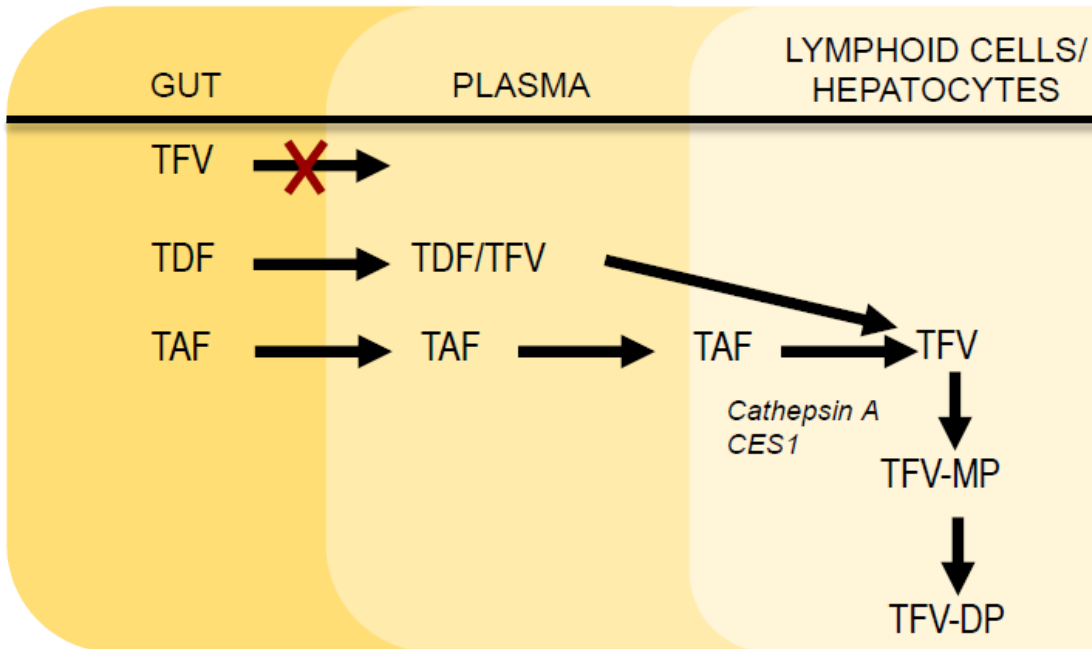 GUT
PLASMA
LYMPHOID CELLS/
HEPATOCYTES
TFV
TDF
TDF/TFV
TAF
TAF
TAF
TFV
Cathepsin A
CES1
TFV-MP
TFV-DP